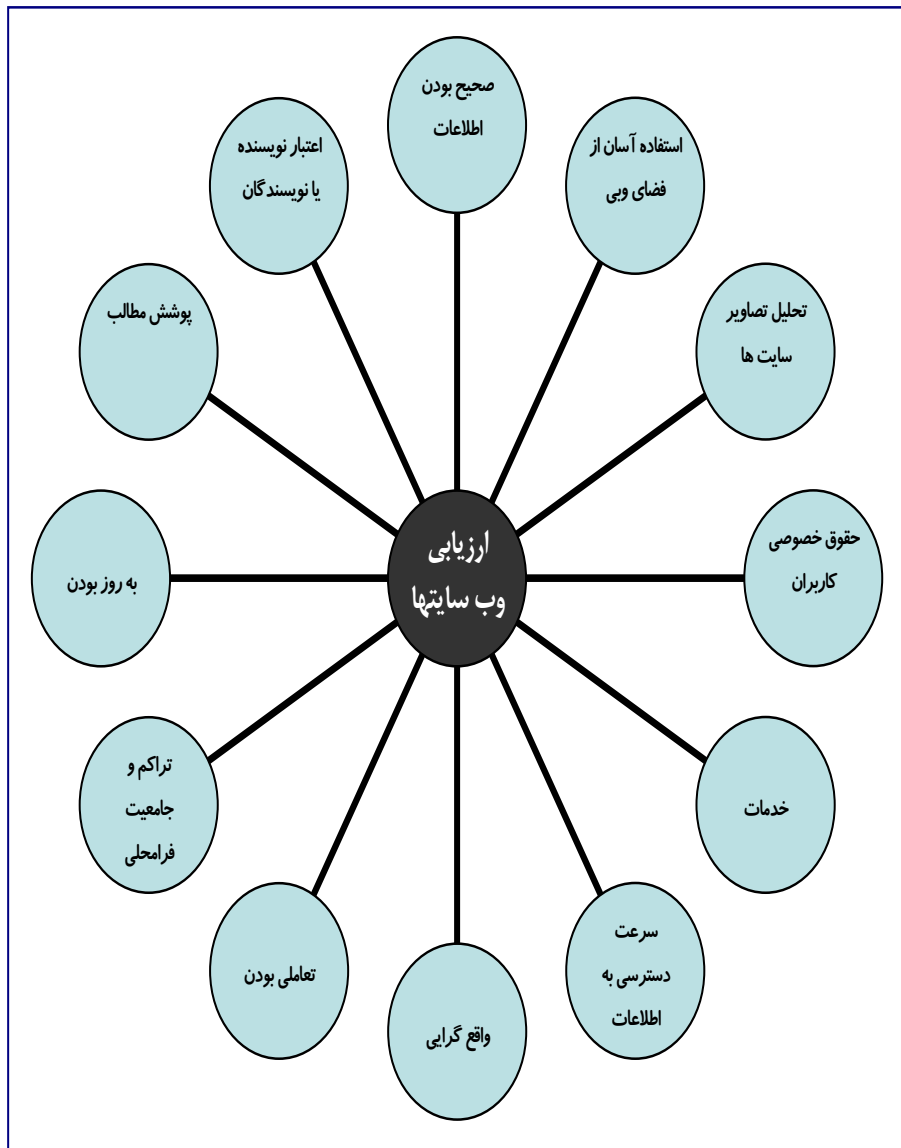 صحیح بودن
اطلاعات
استفاده آسان از
فضای وبی
تحلیل تصاویر
سایت ها
حقوق خصوصی
کاربران
خدمات
سرعت
دسترسی به
اطلاعات
واقع گرایی
تعاملی بودن
تراکم و
جامعیت
فرامحلی
به روز بودن
پوشش مطالب
اعتبار نویسنده
یا نویسندگان
ارزیابی
وب سایتها